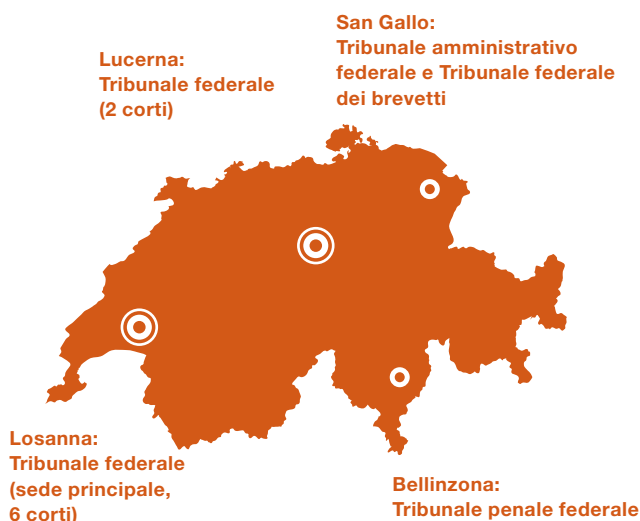 San Gallo:
Tribunale amministrativo
federale e Tribunale federale
dei brevetti
Lucerna:
Tribunale federale
(2 corti)
Losanna:
Tribunale federale
(sede principale,
6 corti)
Bellinzona:
Tribunale penale federale